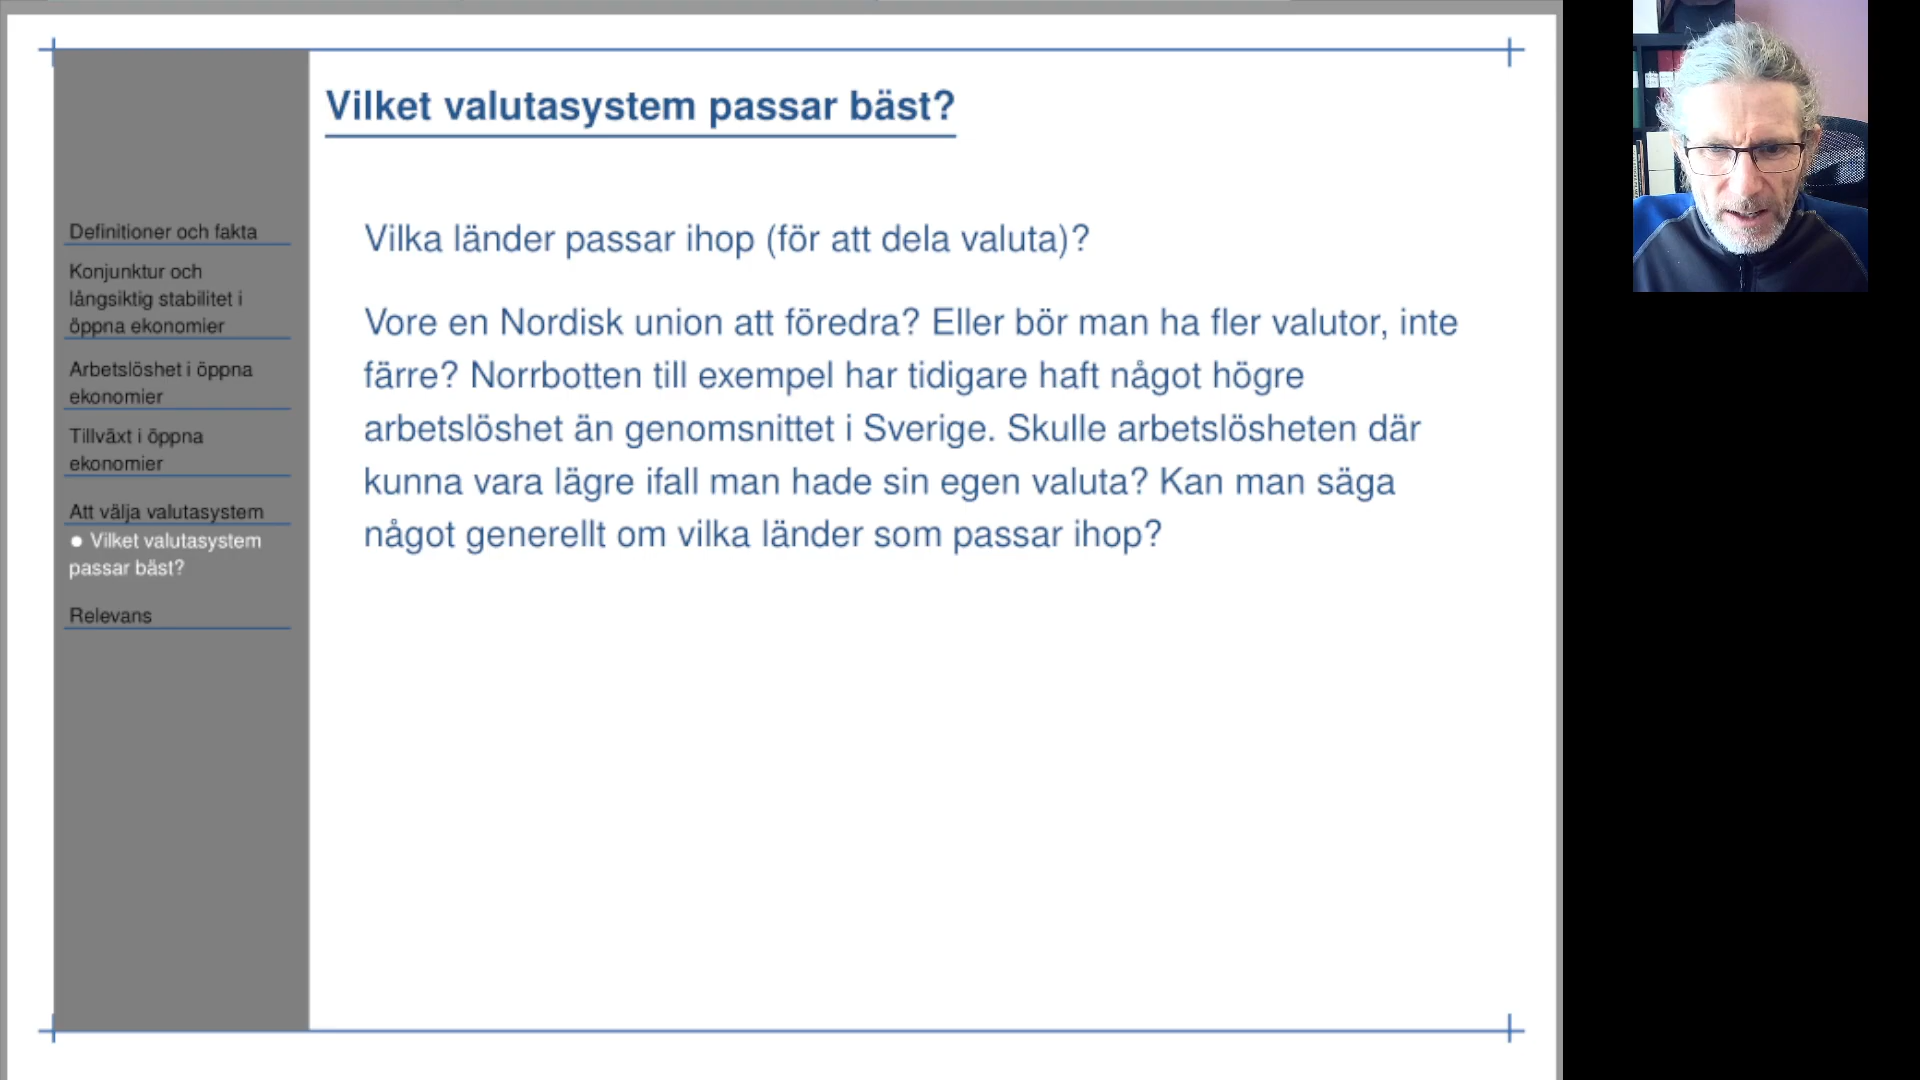 Vilket valutasystem passar bäst?
Definitioner och fakta
Konjunktur och
långsiktig stabilitet i
öppna ekonomier
Arbetslöshet i öppna
ekonomier
Tillväxt i öppna
ekonomier
Att välja valutasystem
● Vilket valutasystem
passar bäst?
Relevans
Vilka länder passar ihop (för att dela valuta)?
Vore en Nordisk union att föredra? Eller bör man ha fler valutor, inte
färre? Norrbotten till exempel har tidigare haft något högre
arbetslöshet än genomsnittet i Sverige. Skulle arbetslösheten där
kunna vara lägre ifall man hade sin egen valuta? Kan man säga
något generellt om vilka länder som passar ihop?